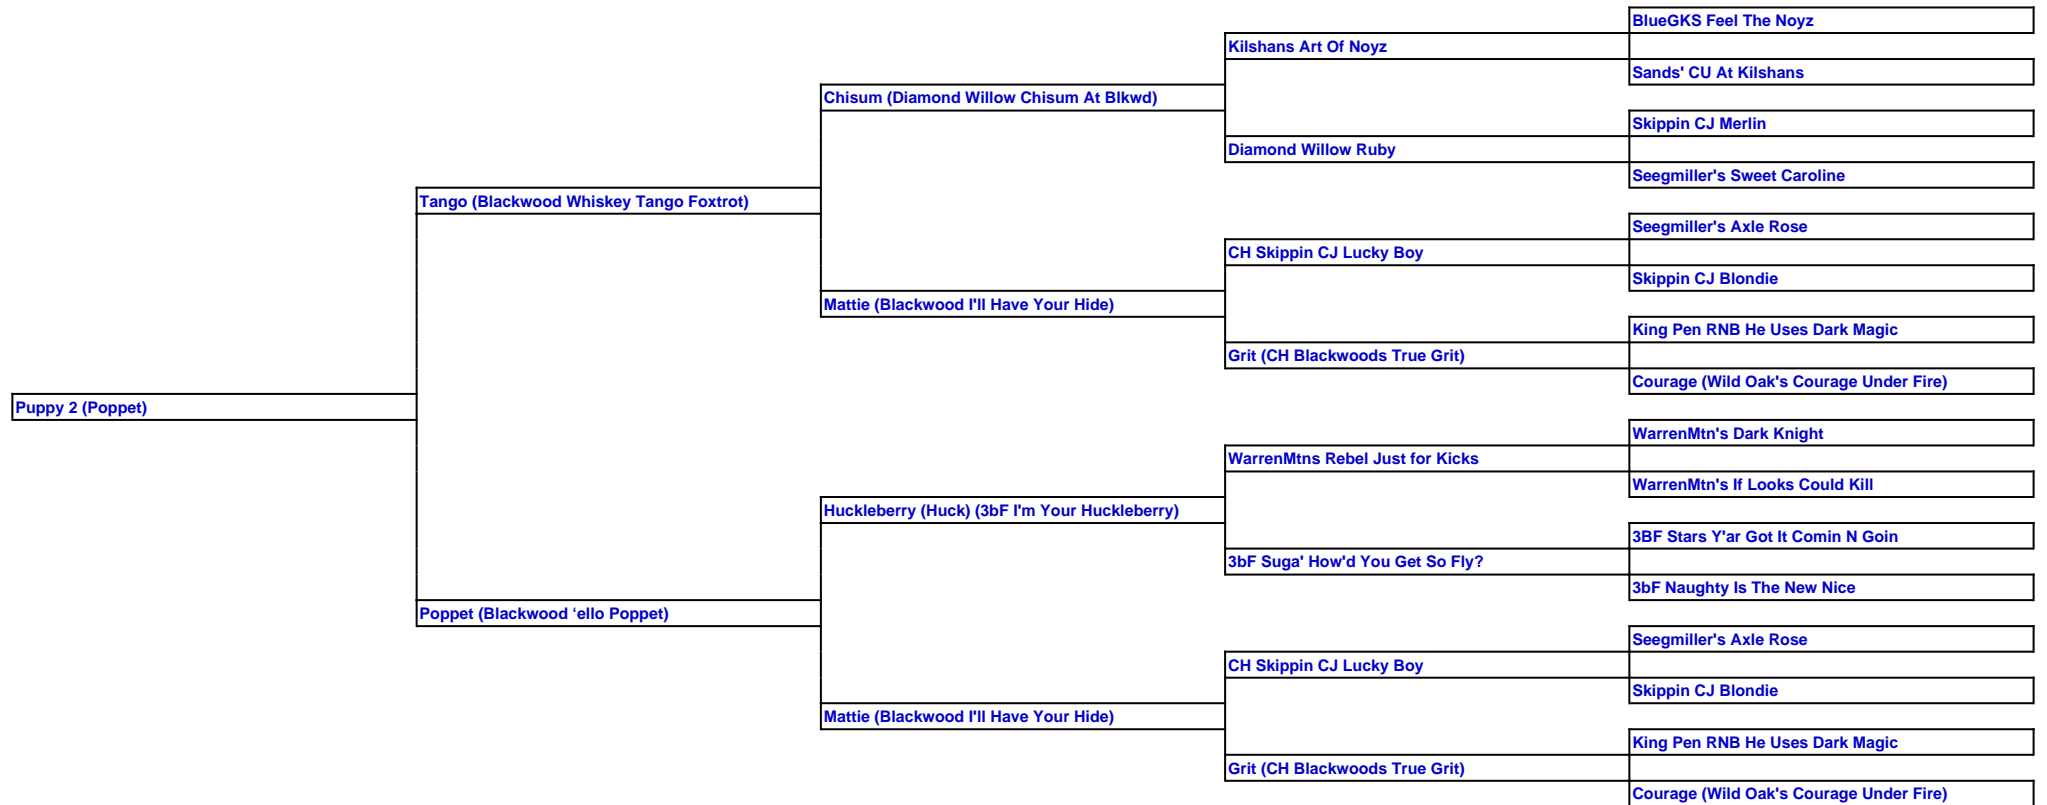 BlueGKS Feel The Noyz
Kilshans Art Of Noyz
Sands' CU At Kilshans
Chisum (Diamond Willow Chisum At Blkwd)
Skippin CJ Merlin
Diamond Willow Ruby
Seegmiller's Sweet Caroline
Tango (Blackwood Whiskey Tango Foxtrot)
Seegmiller's Axle Rose
CH Skippin CJ Lucky Boy
Skippin CJ Blondie
Mattie (Blackwood I'll Have Your Hide)
King Pen RNB He Uses Dark Magic
Grit (CH Blackwoods True Grit)
Courage (Wild Oak's Courage Under Fire)
Puppy 2 (Poppet)
WarrenMtn's Dark Knight
WarrenMtns Rebel Just for Kicks
WarrenMtn's If Looks Could Kill
Huckleberry (Huck) (3bF I'm Your Huckleberry)
3BF Stars Y'ar Got It Comin N Goin
3bF Suga' How'd You Get So Fly?
3bF Naughty Is The New Nice
Poppet (Blackwood ‘ello Poppet)
Seegmiller's Axle Rose
CH Skippin CJ Lucky Boy
Skippin CJ Blondie
Mattie (Blackwood I'll Have Your Hide)
King Pen RNB He Uses Dark Magic
Grit (CH Blackwoods True Grit)
Courage (Wild Oak's Courage Under Fire)